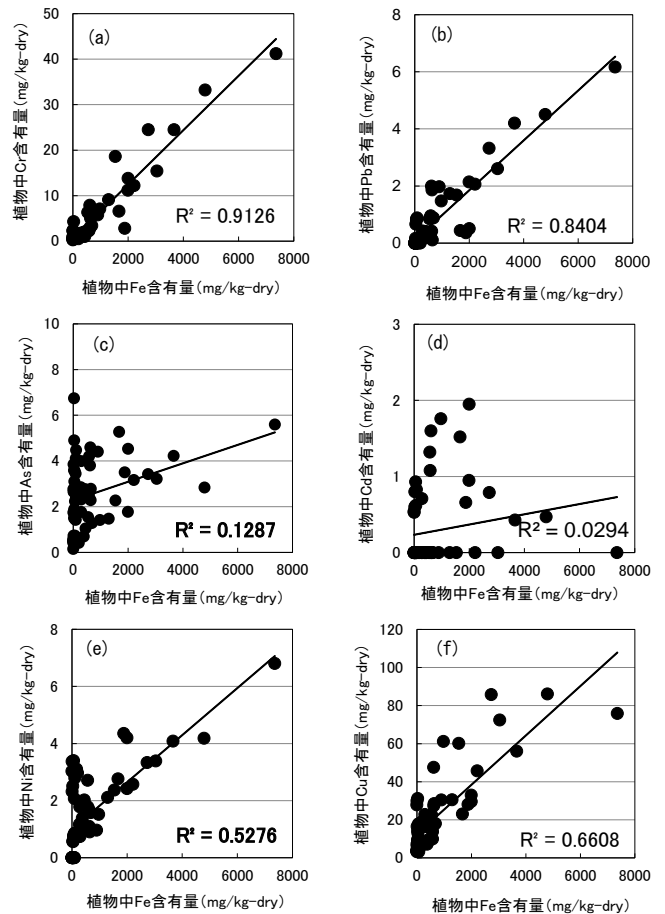 (a)
植物中Cr含有量(mg/kg-dry)
50
40
30
20
10
0
R² = 0.9126
0 2000 4000 6000 8000
植物中Fe含有量(mg/kg-dry)
(b)
植物中Pb含有量(mg/kg-dry)
8
6
4
2
0
R² = 0.8404
0 2000 4000 6000 8000
植物中Fe含有量(mg/kg-dry)
(c)
植物中As含有量(mg/kg-dry)
10
8
6
4
2
0
R² = 0.1287
0 2000 4000 6000 8000
植物中Fe含有量(mg/kg-dry)
(d)
植物中Cd含有量(mg/kg-dry)
3
2
1
0
R² = 0.0294
0 2000 4000 6000 8000
植物中Fe含有量(mg/kg-dry)
(e)
植物中Ni含有量(mg/kg-dry)
8
6
4
2
0
R² = 0.5276
0 2000 4000 6000 8000
植物中Fe含有量(mg/kg-dry)
(f)
植物中Cu含有量(mg/kg-dry)
120
100
80
60
40
20
0
R² = 0.6608
0 2000 4000 6000 8000
植物中Fe含有量(mg/kg-dry)